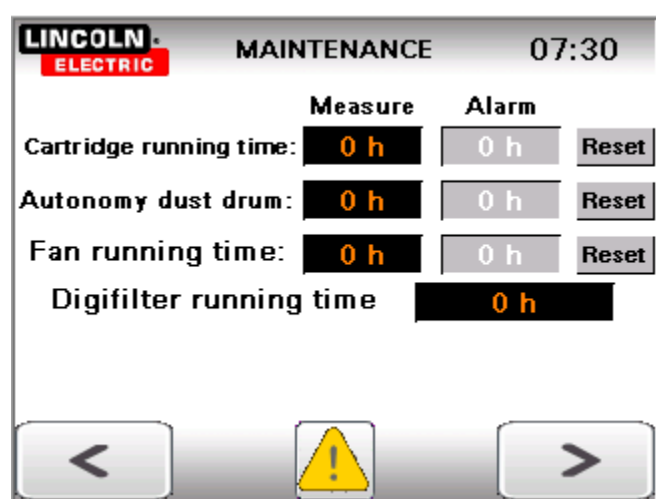 LINCOLN
ELECTRIC
MAINTENANCE
07:30
Measure Alarm
Cartridge running time: 0 h 0 h Reset
Autonomy dust drum: 0 h 0 h Reset
Fan running time: 0 h 0 h Reset
Digifilter running time 0 h
< ! >